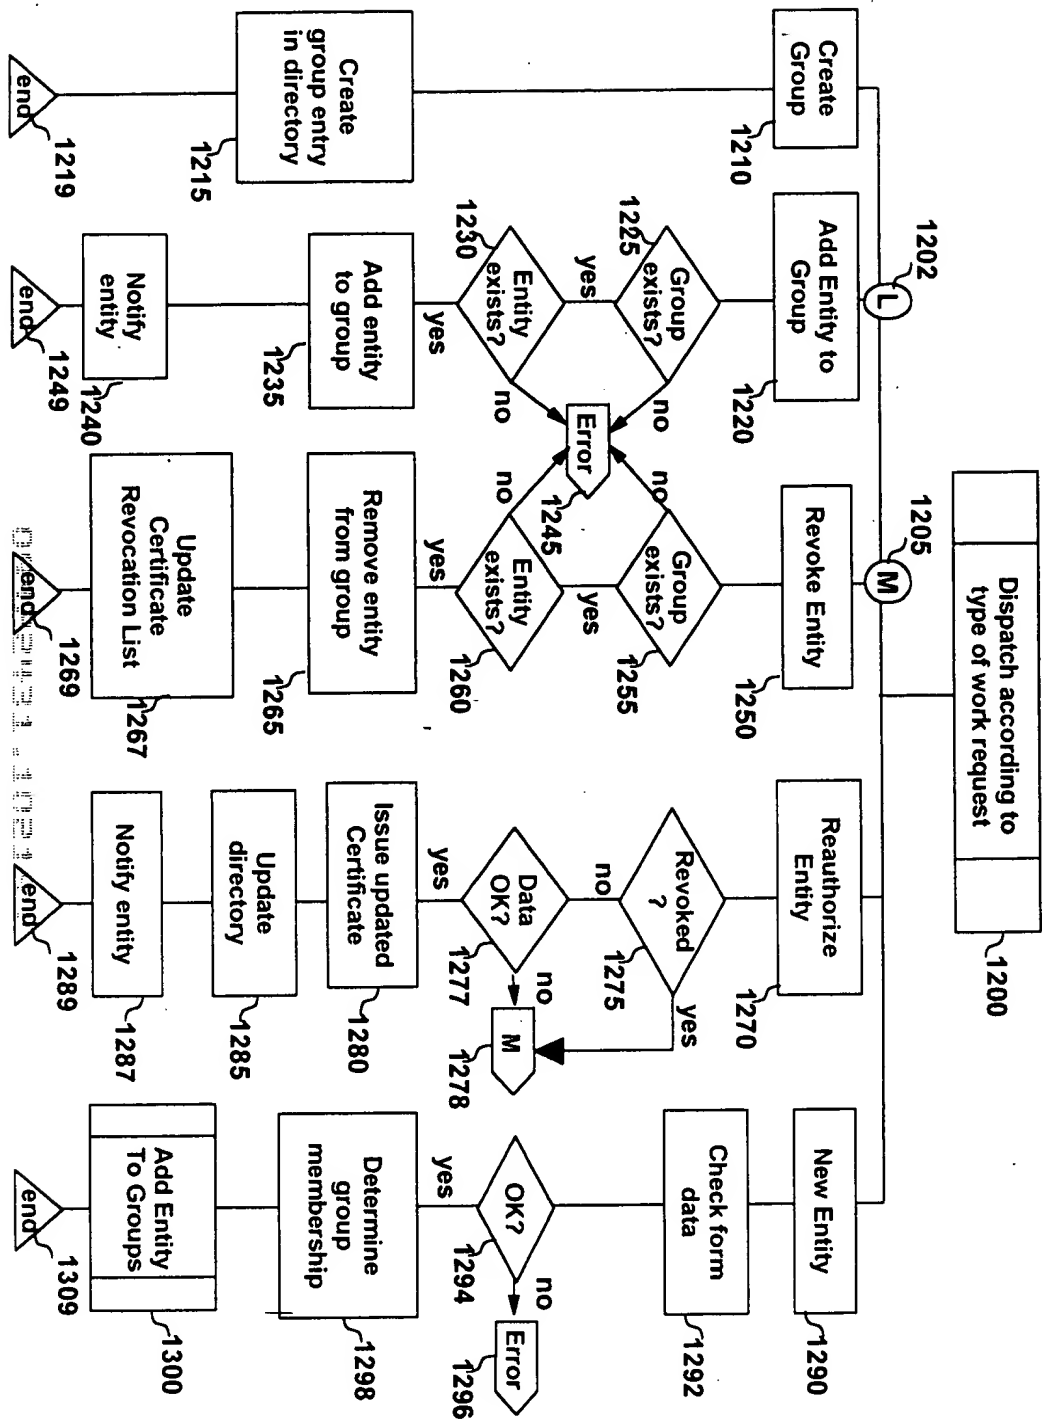 Dispatch according to
type of work request
1200
1202
L
1205
M
Create
Group
1210
Create
group entry
in directory
1215
end
1219
Add Entity to
Group
1220
Group
exists?
1225
yes
no
Entity
exists?
1230
yes
no
Error
1245
Add entity
to group
1235
Notify
entity
1240
end
1249
Revoke Entity
1250
Group
exists?
1255
no
yes
Entity
exists?
1260
no
yes
Remove entity
from group
1265
Update
Certificate
Revocation List
1267
end
1269
Reauthorize
Entity
1270
Revoked
?
1275
no
yes
Data
OK?
1277
no
yes
M
1278
Issue updated
Certificate
1280
Update
directory
1285
Notify entity
1287
end
1289
New Entity
1290
Check form
data
1292
OK?
1294
no
yes
Error
1296
Determine
group
membership
1298
Add Entity
To Groups
1300
end
1309